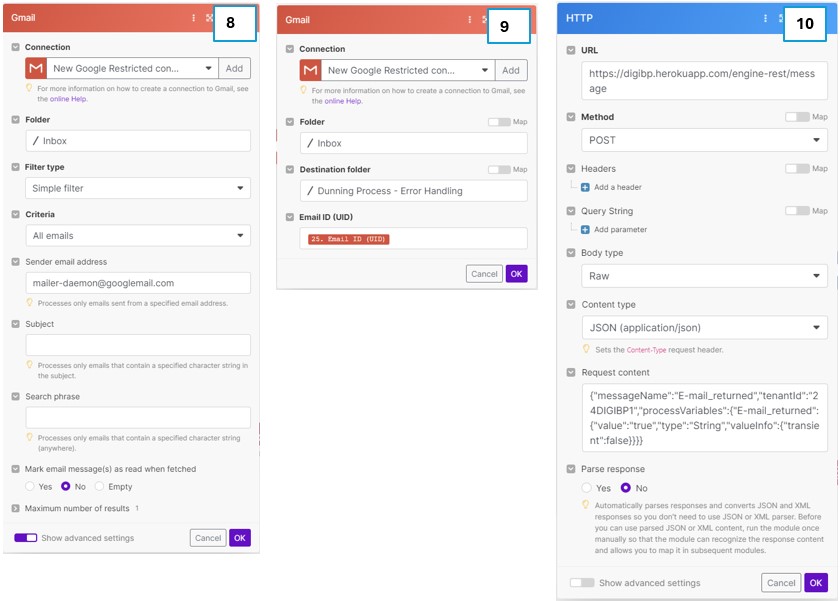 Gmail
8
Connection
New Google Restricted con...
Add
For more information on how to create a connection to Gmail, see
the online Help.
Folder
/ Inbox
Filter type
Simple filter
Criteria
All emails
Sender email address
mailer-daemon@googlemail.com
Processes only emails sent from a specified email address.
Subject
Processes only emails that contain a specified character string in
the subject.
Search phrase
Processes only emails that contain a specified character string
(anywhere).
Mark email message(s) as read when fetched
Yes No Empty
Maximum number of results 1
Show advanced settings
Cancel OK
Gmail
9
Connection
New Google Restricted con...
Add
For more information on how to create a connection to Gmail, see
the online Help.
Folder Map
/ Inbox
Destination folder Map
/ Dunning Process - Error Handling
Email ID (UID)
25. Email ID (UID)
Cancel OK
HTTP
10
URL
https://digibp.herokuapp.com/engine-rest/mess
age
Method Map
POST
Headers Map
Add a header
Query String Map
Add parameter
Body type
Raw
Content type
JSON (application/json)
Sets the Content-Type request header.
Request content
{"messageName":"E-mail_returned","tenantId":"2
4DIGIBP1","processVariables":{"E-mail_returned":
{"value":"true","type":"String","valueInfo":{"transie
nt":false}}}}
Parse response
Yes No
Automatically parses responses and converts JSON and XML
responses so you don't need to use JSON or XML parser. Before
you can use parsed JSON or XML content, run the module once
manually so that the module can recognize the response content
and allows you to map it in subsequent modules.
Show advanced settings
Cancel OK